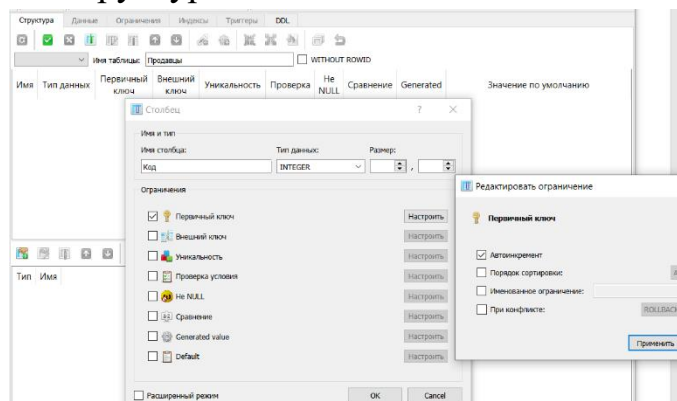 Структура Данные Ограничения Индексы Триггеры DDL
Имя таблицы: Продавцы WITHOUT ROWID
Имя Тип данных Первичный ключ Внешний ключ Уникальность Проверка Не NULL Сравнение Generated Значение по умолчанию
Столбец ? ×
Имя и тип
Имя столбца: Тип данных: Размер:
Код INTEGER ,
Ограничения
Первичный ключ Настроить
Внешний ключ Настроить
Уникальность Настроить
Проверка условия Настроить
Не NULL Настроить
Сравнение Настроить
Generated value Настроить
Default Настроить
Расширенный режим OK Cancel
Тип Имя
Редактировать ограничение
Первичный ключ
Автоинкремент
Порядок сортировки:
Именованное ограничение:
При конфликте: ROLLBACK
Применить